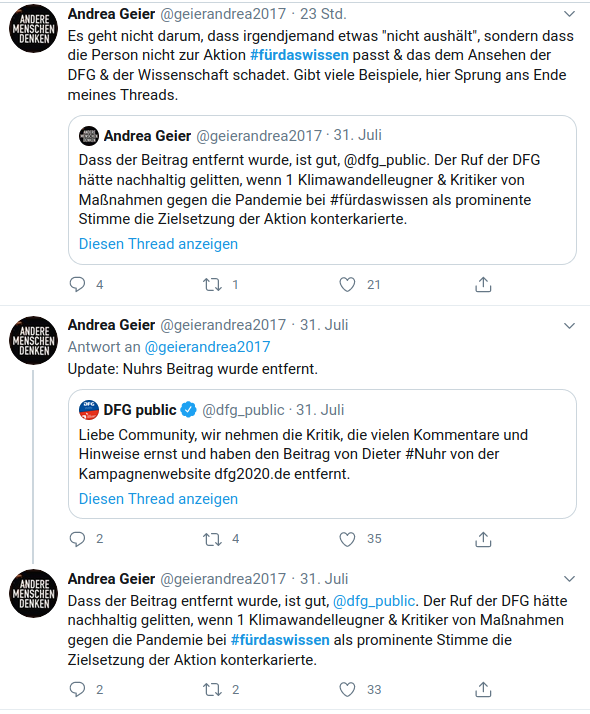 ANDERE
MENSCHEN
DENKEN
Andrea Geier @geierandrea2017 · 23 Std.
Es geht nicht darum, dass irgendjemand etwas "nicht aushält", sondern dass
die Person nicht zur Aktion #fürdaswissen passt & das dem Ansehen der
DFG & der Wissenschaft schadet. Gibt viele Beispiele, hier Sprung ans Ende
meines Threads.
ANDERE
MENSCHEN
DENKEN
Andrea Geier @geierandrea2017 · 31. Juli
Dass der Beitrag entfernt wurde, ist gut, @dfg_public. Der Ruf der DFG
hätte nachhaltig gelitten, wenn 1 Klimawandelleugner & Kritiker von
Maßnahmen gegen die Pandemie bei #fürdaswissen als prominente
Stimme die Zielsetzung der Aktion konterkarierte.
Diesen Thread anzeigen
4 1 21
ANDERE
MENSCHEN
DENKEN
Andrea Geier @geierandrea2017 · 31. Juli
Antwort an @geierandrea2017
Update: Nuhrs Beitrag wurde entfernt.
DFG
DFG public @dfg_public · 31. Juli
Liebe Community, wir nehmen die Kritik, die vielen Kommentare und
Hinweise ernst und haben den Beitrag von Dieter #Nuhr von der
Kampagnenwebsite dfg2020.de entfernt.
Diesen Thread anzeigen
2 4 35
ANDERE
MENSCHEN
DENKEN
Andrea Geier @geierandrea2017 · 31. Juli
Dass der Beitrag entfernt wurde, ist gut, @dfg_public. Der Ruf der DFG hätte
nachhaltig gelitten, wenn 1 Klimawandelleugner & Kritiker von Maßnahmen
gegen die Pandemie bei #fürdaswissen als prominente Stimme die
Zielsetzung der Aktion konterkarierte.
2 2 33